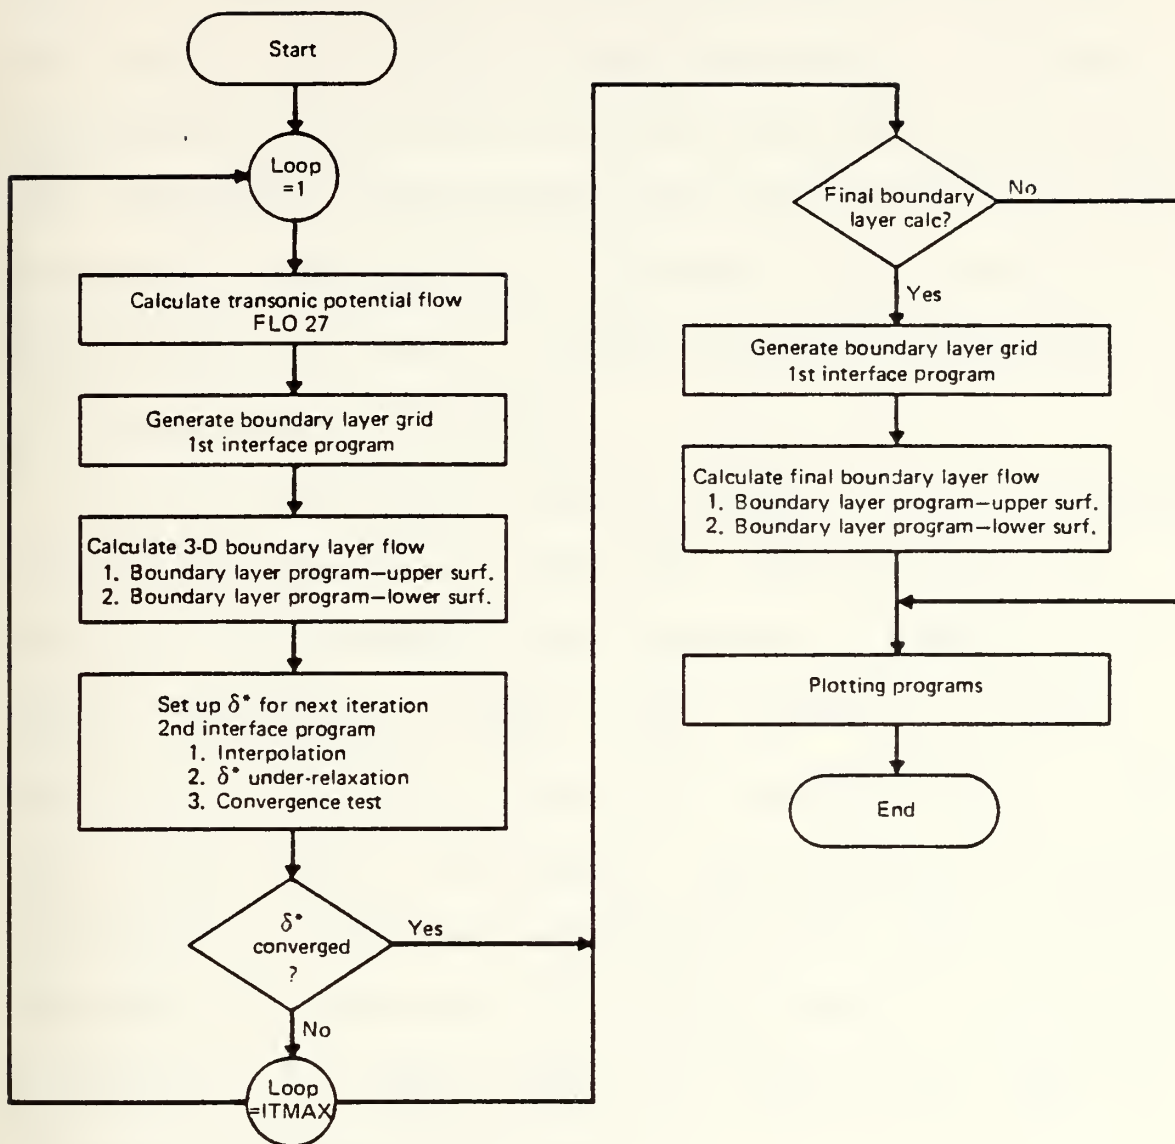 Start
Loop
=1
Calculate transonic potential flow
FLO 27
Generate boundary layer grid
1st interface program
Calculate 3-D boundary layer flow
1. Boundary layer program—upper surf.
2. Boundary layer program—lower surf.
Set up δ* for next iteration
2nd interface program
1. Interpolation
2. δ* under-relaxation
3. Convergence test
δ*
converged
?
Yes
No
Loop
=ITMAX
Final boundary
layer calc?
No
Yes
Generate boundary layer grid
1st interface program
Calculate final boundary layer flow
1. Boundary layer program—upper surf.
2. Boundary layer program—lower surf.
Plotting programs
End